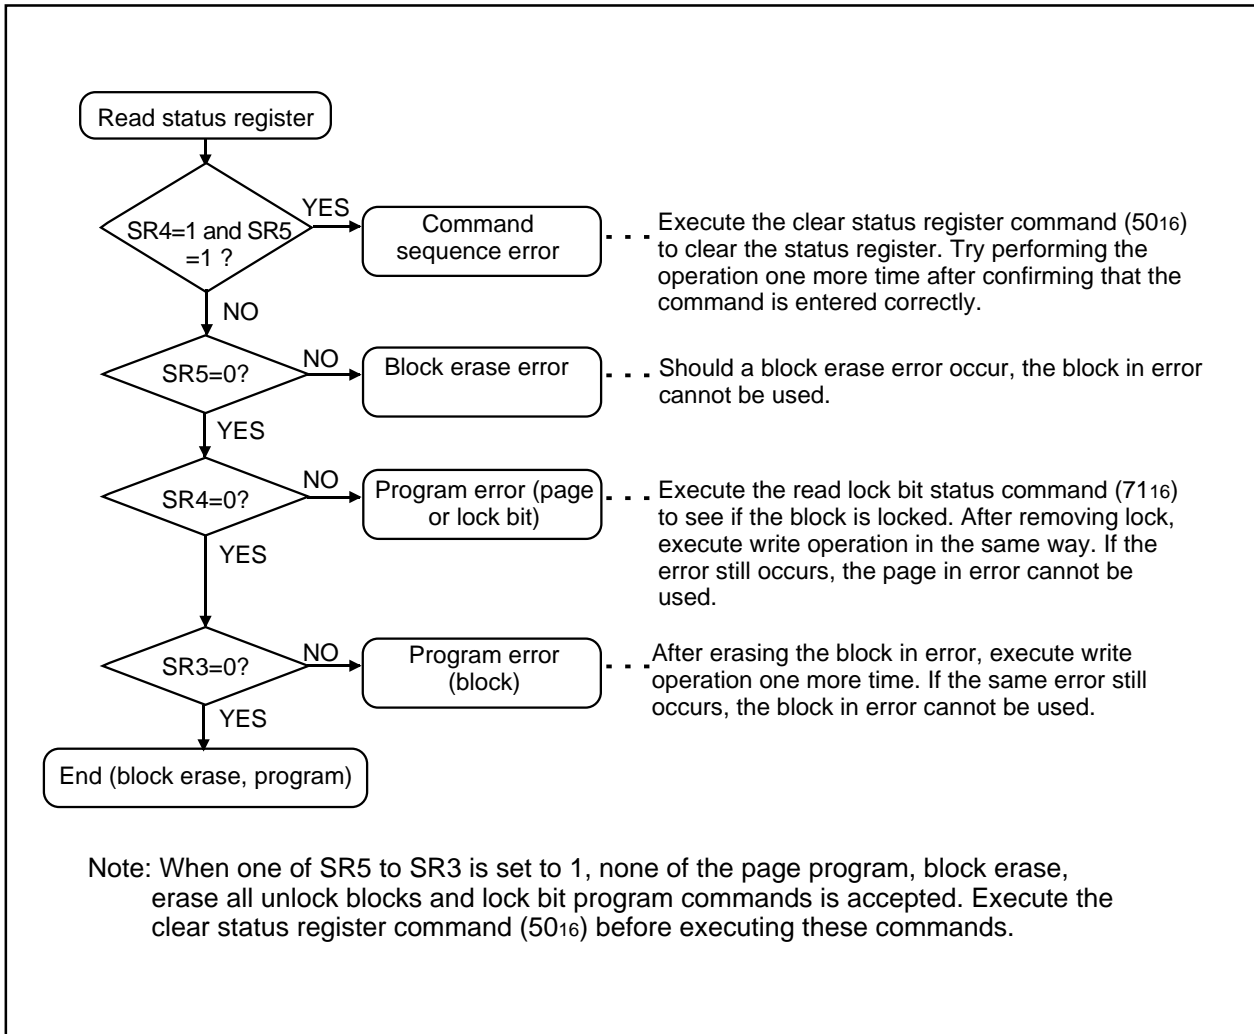 Read status register
SR4=1 and SR5
=1 ?
YES
Command
sequence error
Execute the clear status register command (5016)
to clear the status register. Try performing the
operation one more time after confirming that the
command is entered correctly.
NO
SR5=0?
NO
Block erase error
Should a block erase error occur, the block in error
cannot be used.
YES
SR4=0?
NO
Program error (page
or lock bit)
Execute the read lock bit status command (7116)
to see if the block is locked. After removing lock,
execute write operation in the same way. If the
error still occurs, the page in error cannot be
used.
YES
SR3=0?
NO
Program error
(block)
After erasing the block in error, execute write
operation one more time. If the same error still
occurs, the block in error cannot be used.
YES
End (block erase, program)
Note: When one of SR5 to SR3 is set to 1, none of the page program, block erase,
erase all unlock blocks and lock bit program commands is accepted. Execute the
clear status register command (5016) before executing these commands.